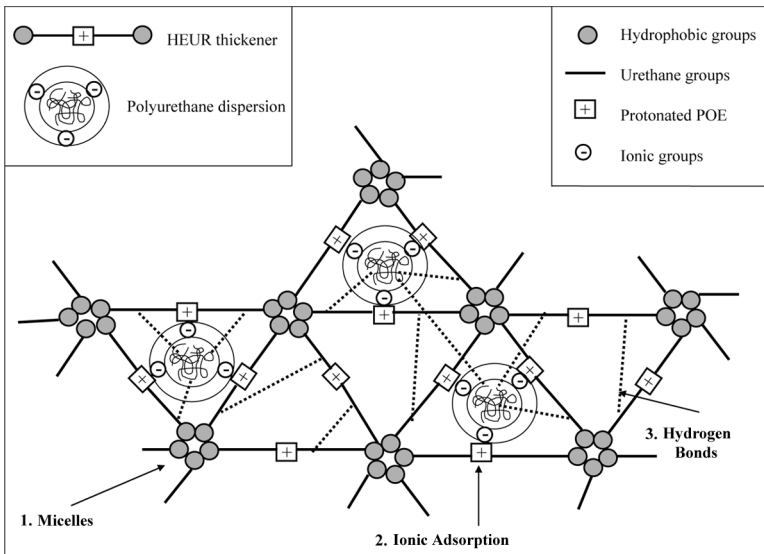 HEUR thickener
Polyurethane dispersion
Hydrophobic groups
Urethane groups
Protonated POE
Ionic groups
3. Hydrogen
Bonds
1. Micelles
2. Ionic Adsorption